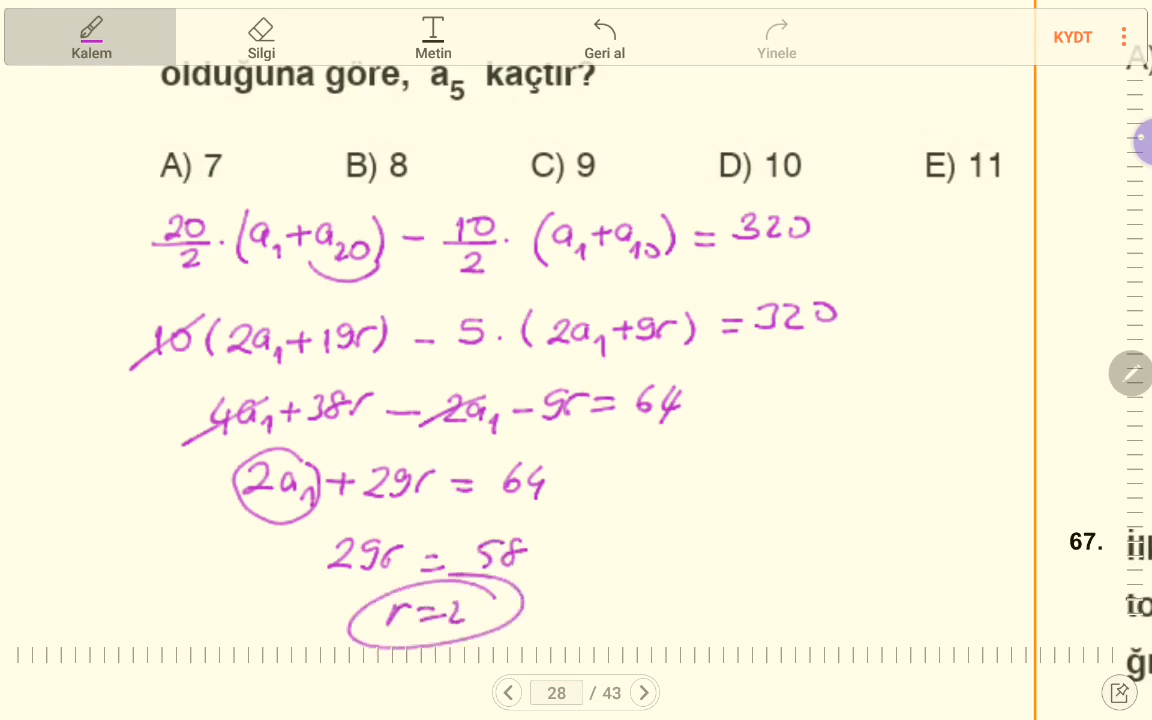 Kalem Silgi Metin Geri al Yinele KYDT
olduğuna göre, a5 kaçtır?
A)
A) 7 B) 8 C) 9 D) 10 E) 11
20/2 · (a1+a20) − 10/2 · (a1+a10) = 320
10(2a1+19r) − 5 · (2a1+9r) = 320
4a1+38r − 2a1 − 9r = 64
2a1 + 29r = 64
29r = 58
67.
r=2
28 / 43